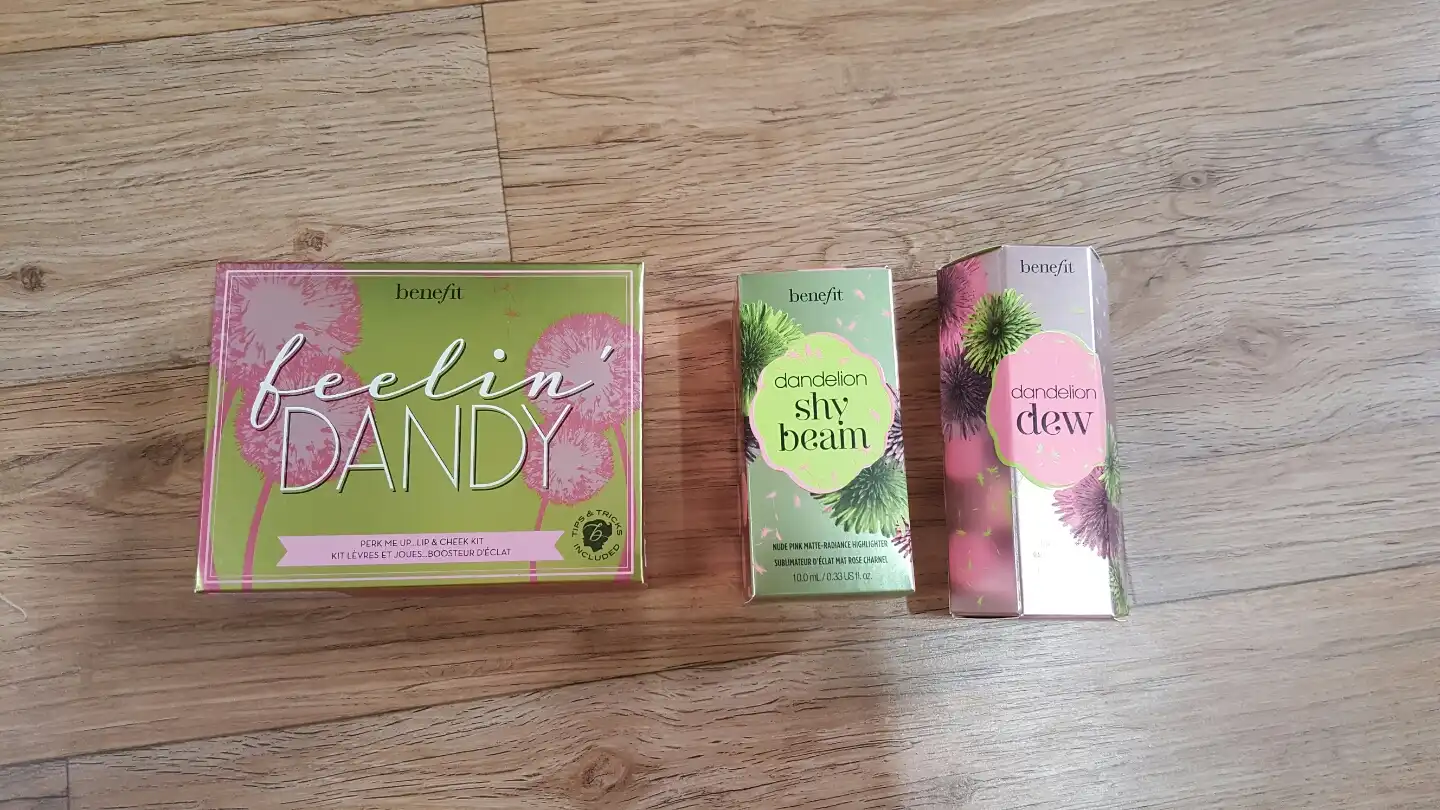 benefit
feelin'
DANDY
PERK ME UP...LIP & CHEEK KIT
KIT LÈVRES ET JOUES...BOOSTEUR D'ÉCLAT
TIPS & TRICKS
INCLUDED
benefit
dandelion
shy
beam
NUDE PINK MATTE-RADIANCE HIGHLIGHTER
SUBLIMATEUR D'ÉCLAT MAT ROSE CHARNEL
10.0 mL / 0.33 US fl. oz.
benefit
dandelion
dew